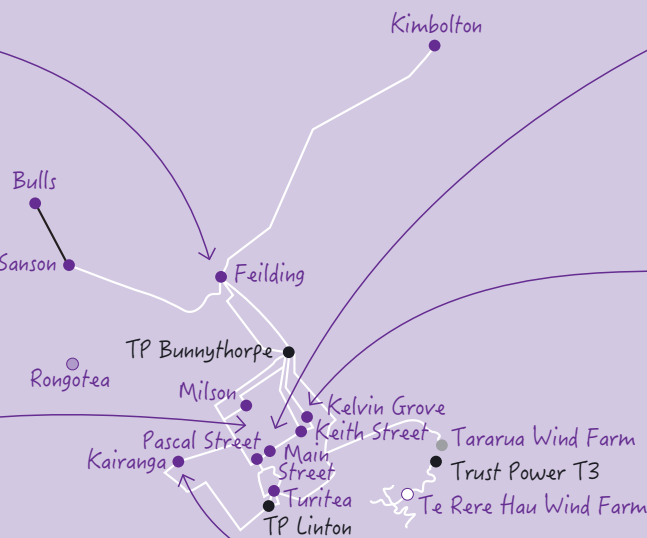 Kimbolton
Bulls
Sanson
Feilding
TP Bunnythorpe
Rongotea
Milson
Kelvin Grove
Keith Street
Pascal Street
Tararua Wind Farm
Kairanga
Main
Street
Trust Power T3
Turitea
Te Rere Hau Wind Farm
TP Linton